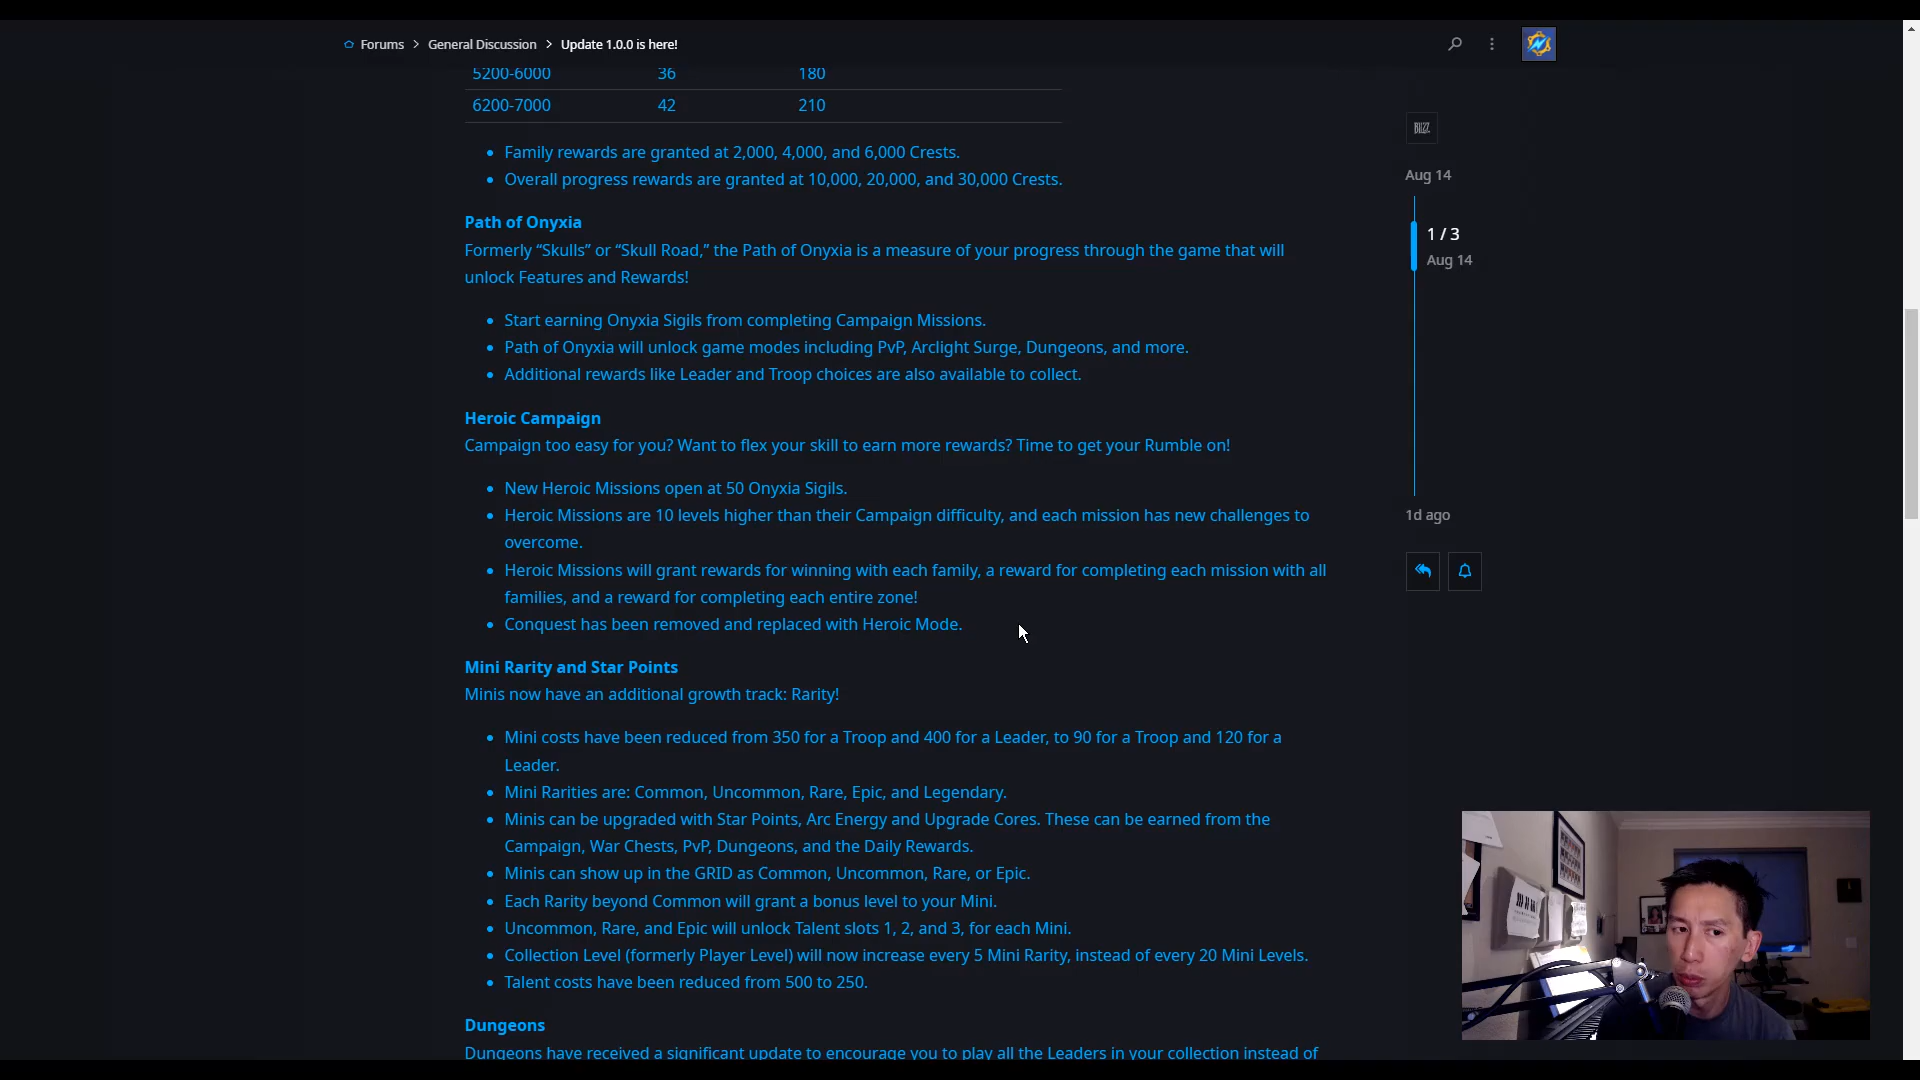 Forums > General Discussion > Update 1.0.0 is here!
5200-6000 36 180
6200-7000 42 210
BLIZZ
Aug 14
• Family rewards are granted at 2,000, 4,000, and 6,000 Crests.
• Overall progress rewards are granted at 10,000, 20,000, and 30,000 Crests.
Path of Onyxia
1 / 3
Formerly “Skulls” or “Skull Road,” the Path of Onyxia is a measure of your progress through the game that will
Aug 14
unlock Features and Rewards!
• Start earning Onyxia Sigils from completing Campaign Missions.
• Path of Onyxia will unlock game modes including PvP, Arclight Surge, Dungeons, and more.
• Additional rewards like Leader and Troop choices are also available to collect.
Heroic Campaign
Campaign too easy for you? Want to flex your skill to earn more rewards? Time to get your Rumble on!
• New Heroic Missions open at 50 Onyxia Sigils.
• Heroic Missions are 10 levels higher than their Campaign difficulty, and each mission has new challenges to
1d ago
overcome.
• Heroic Missions will grant rewards for winning with each family, a reward for completing each mission with all
families, and a reward for completing each entire zone!
• Conquest has been removed and replaced with Heroic Mode.
Mini Rarity and Star Points
Minis now have an additional growth track: Rarity!
• Mini costs have been reduced from 350 for a Troop and 400 for a Leader, to 90 for a Troop and 120 for a
Leader.
• Mini Rarities are: Common, Uncommon, Rare, Epic, and Legendary.
• Minis can be upgraded with Star Points, Arc Energy and Upgrade Cores. These can be earned from the
Campaign, War Chests, PvP, Dungeons, and the Daily Rewards.
• Minis can show up in the GRID as Common, Uncommon, Rare, or Epic.
• Each Rarity beyond Common will grant a bonus level to your Mini.
• Uncommon, Rare, and Epic will unlock Talent slots 1, 2, and 3, for each Mini.
• Collection Level (formerly Player Level) will now increase every 5 Mini Rarity, instead of every 20 Mini Levels.
• Talent costs have been reduced from 500 to 250.
Dungeons
Dungeons have received a significant update to encourage you to play all the Leaders in your collection instead of